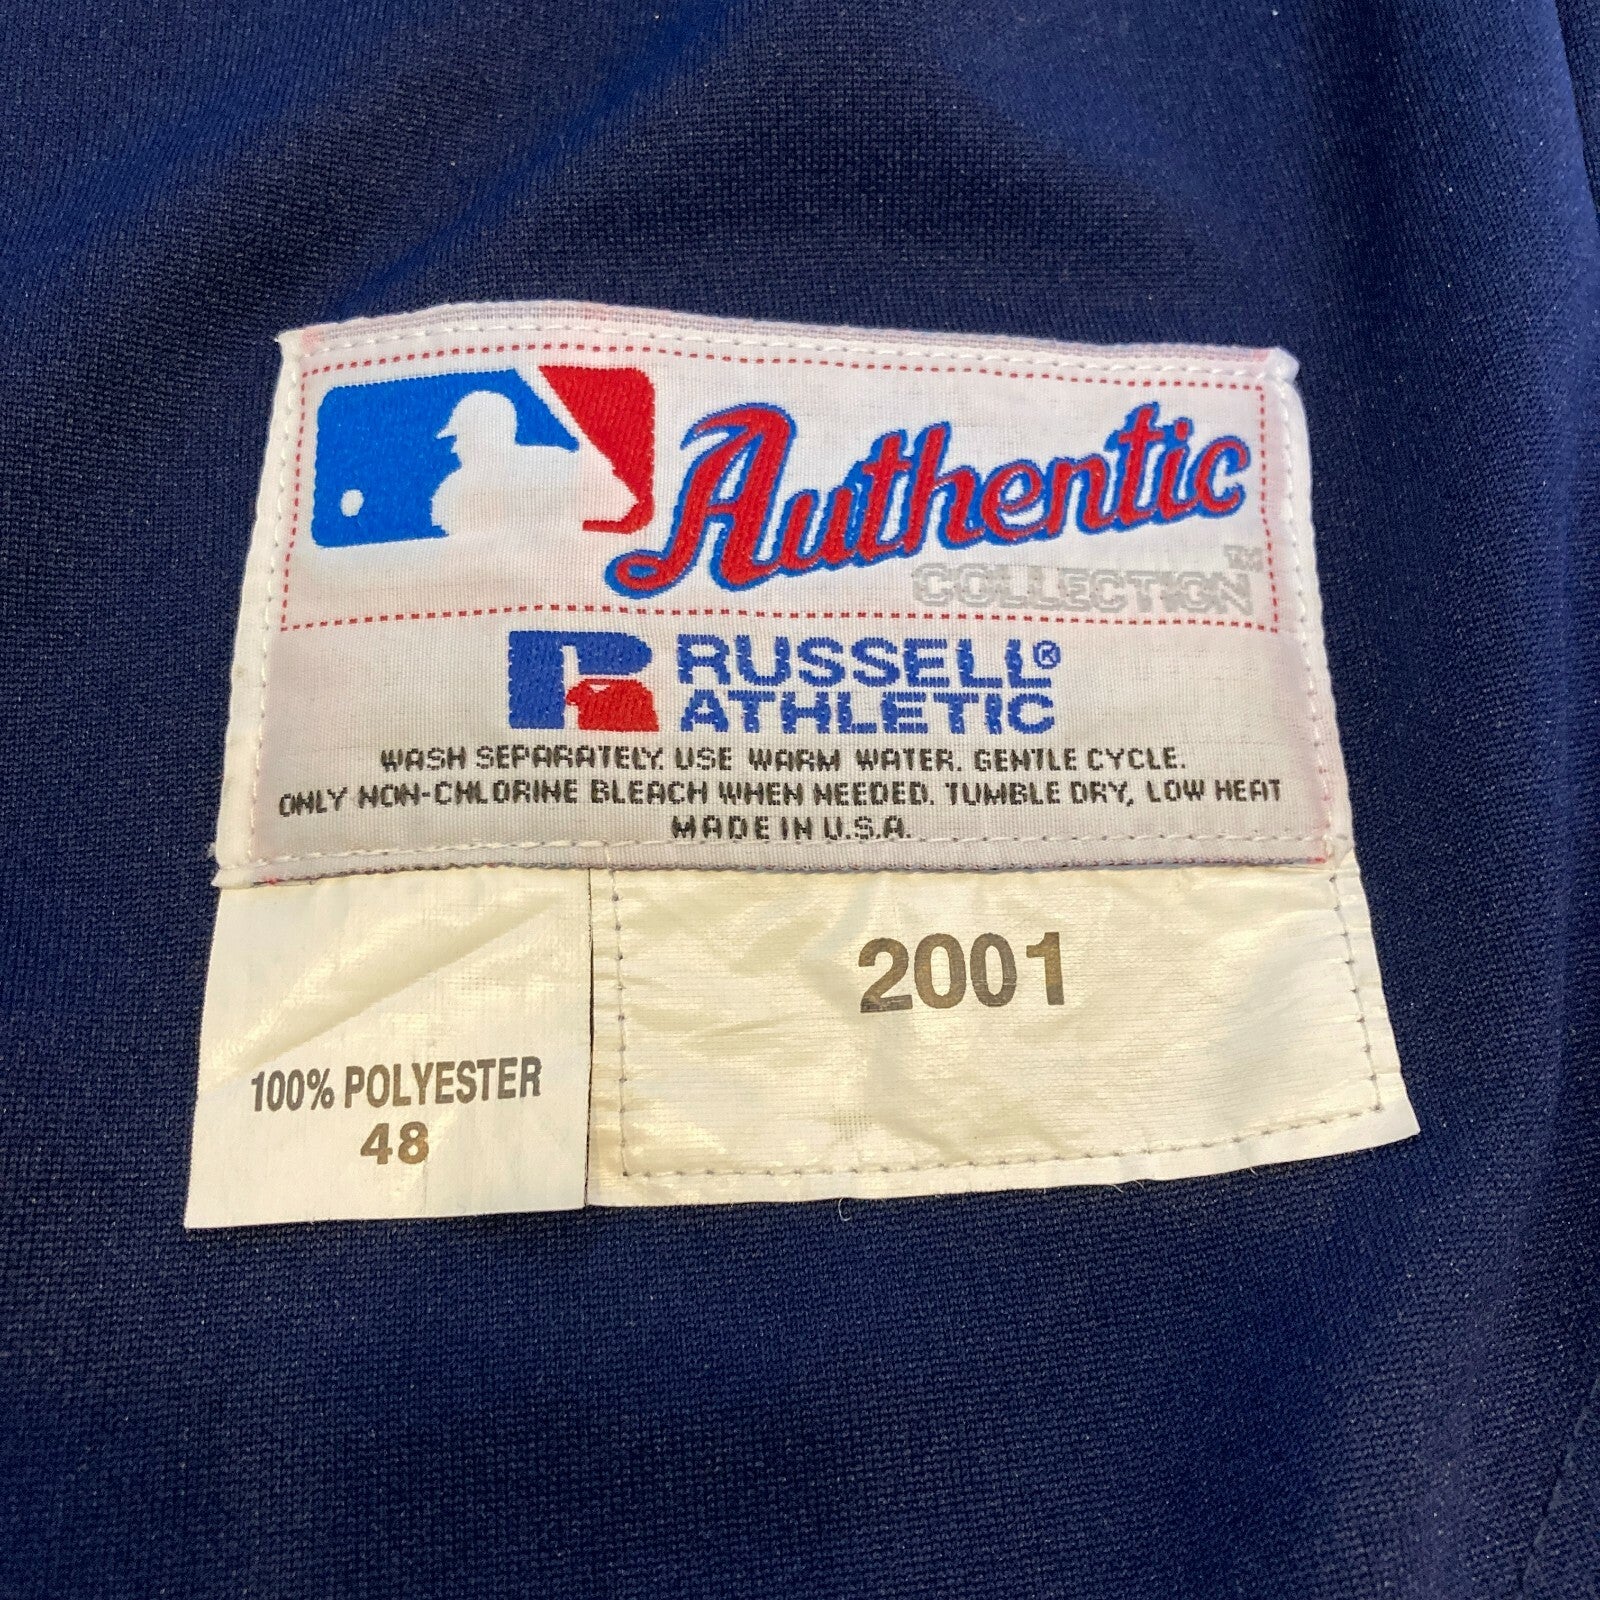 Authentic
COLLECTION™
RUSSELL®
ATHLETIC
WASH SEPARATELY. USE WARM WATER. GENTLE CYCLE.
ONLY NON-CHLORINE BLEACH WHEN NEEDED. TUMBLE DRY, LOW HEAT
MADE IN U.S.A.
2001
100% POLYESTER
48